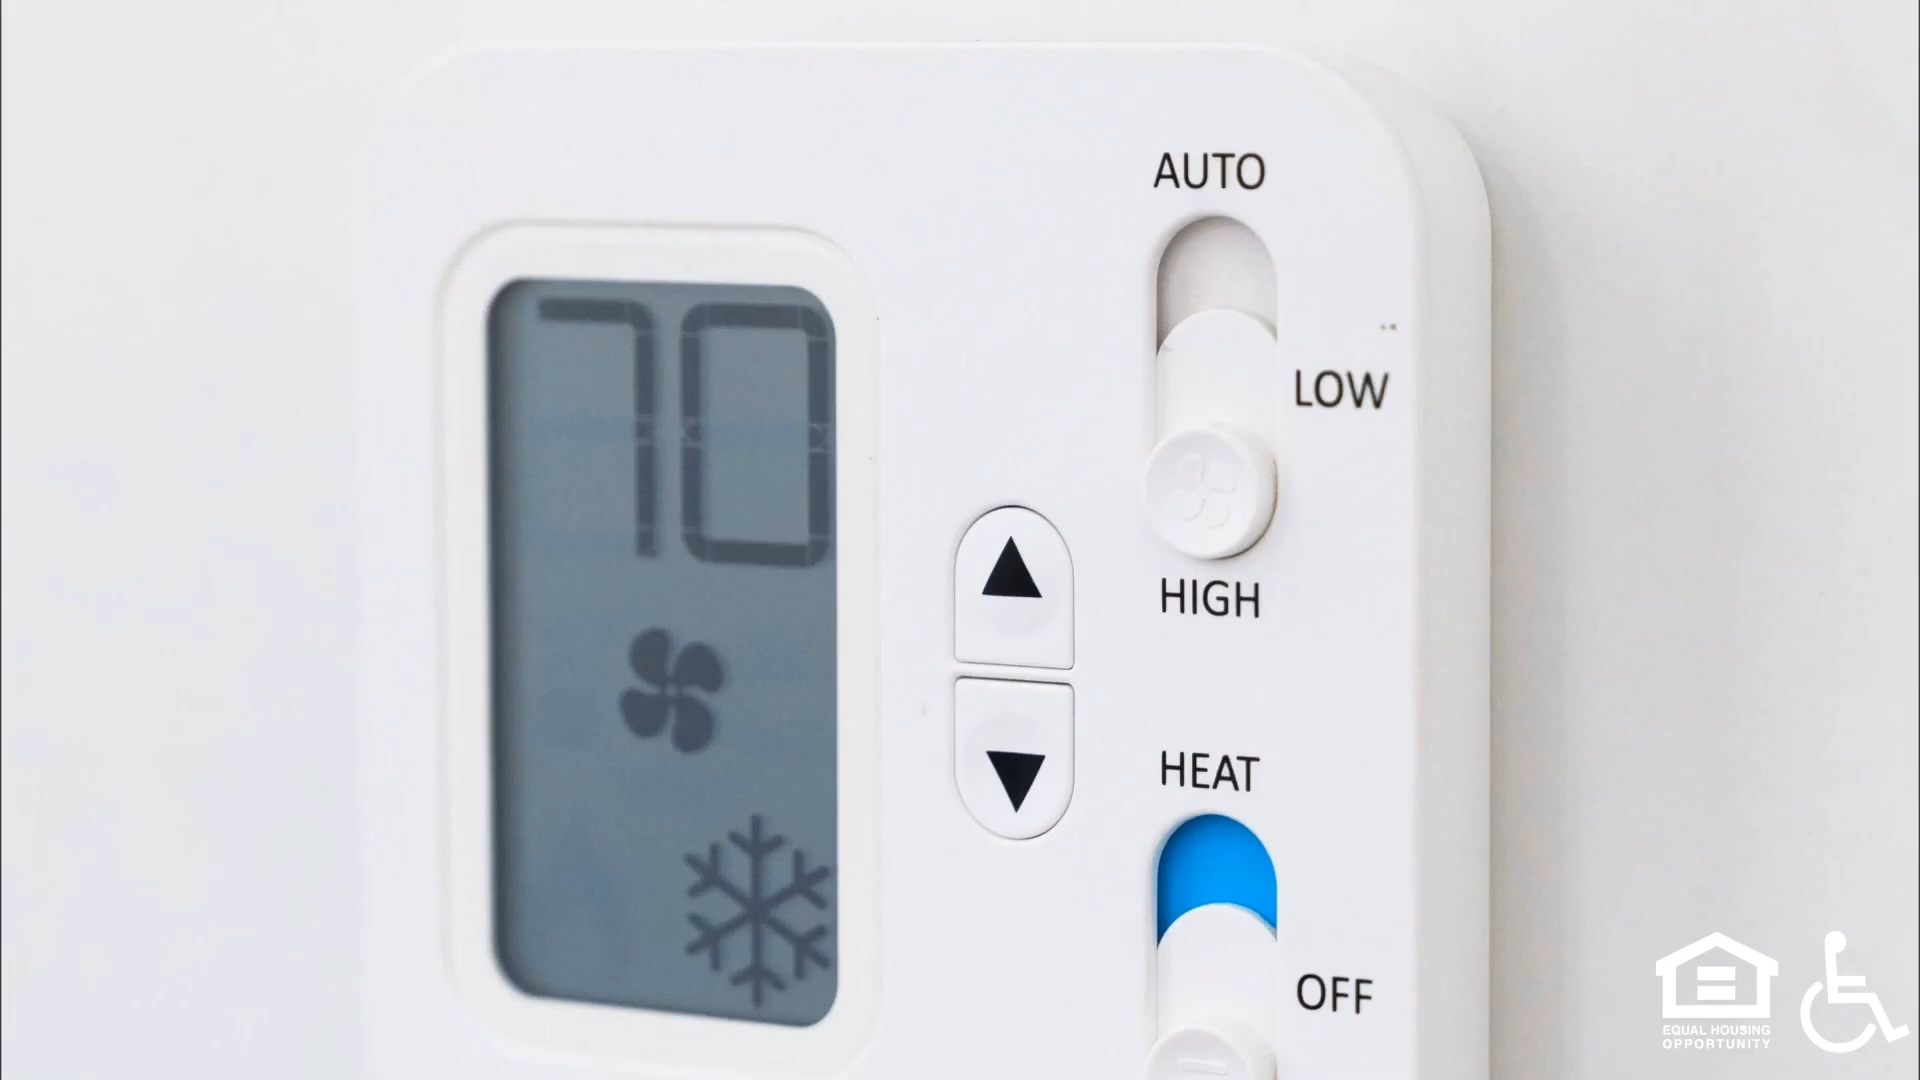 AUTO
70
LOW
HIGH
HEAT
OFF
EQUAL HOUSING
OPPORTUNITY